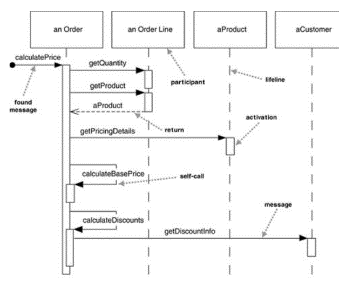 an Order
an Order Line
aProduct
aCustomer
calculatePrice
getQuantity
getProduct
participant
lifeline
found
message
aProduct
return
activation
getPricingDetails
calculateBasePrice
self-call
calculateDiscounts
message
getDiscountInfo